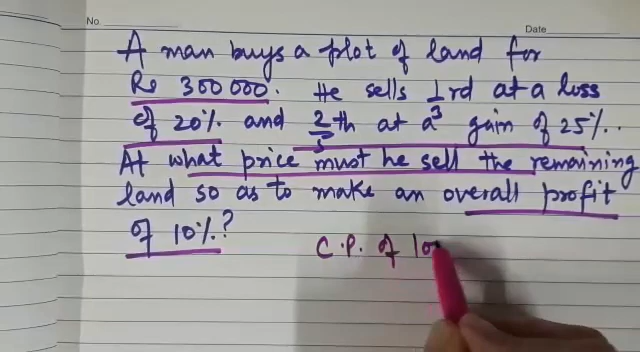 No.
Date
A man buys a plot of land for
Rs 300000. He sells 1/3rd at a loss
of 20% and 2/5th at a gain of 25%.
At what price must he sell the remaining
land so as to make an overall profit
of 10%?
C.P. of